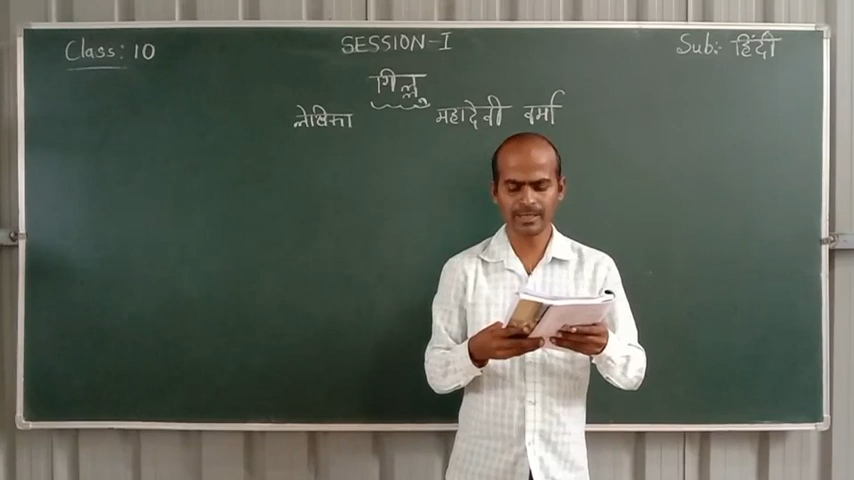 Class: 10 SESSION-I Sub:- हिंदी
गिल्लू
लेखिका महादेवी वर्मा